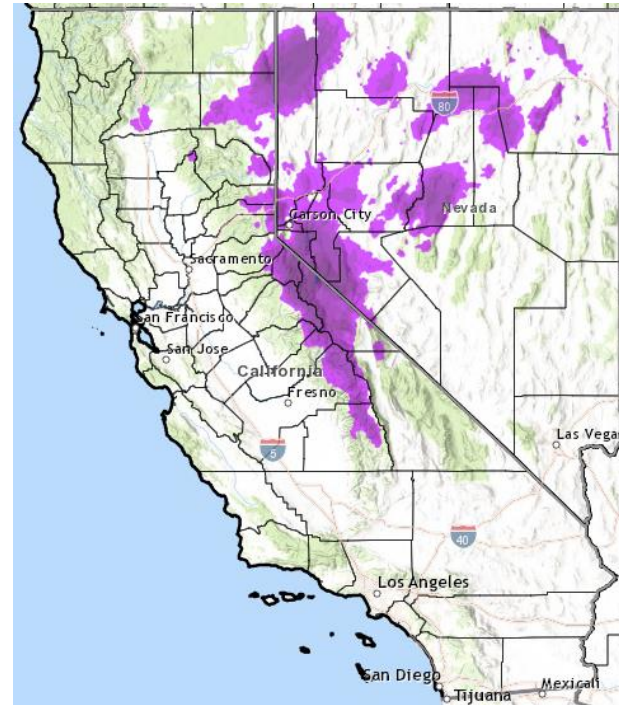 80
Carson City
Nevada
Sacramento
San Francisco
San Jose
California
Fresno
5
Las Vegas
40
Los Angeles
San Diego
Tijuana
Mexicali